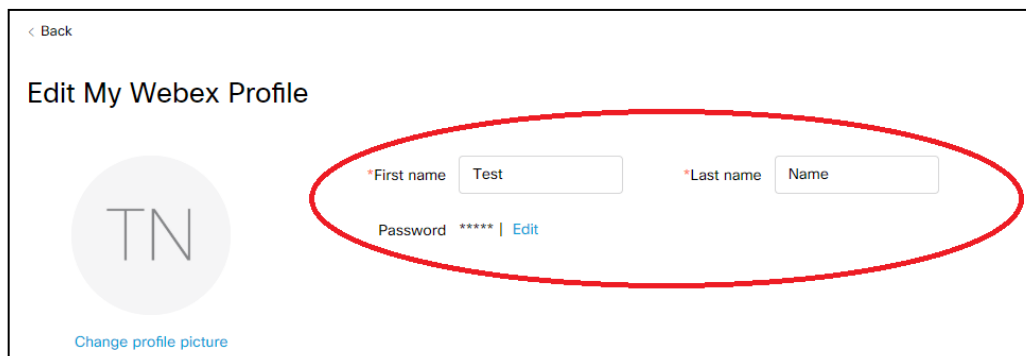 < Back
Edit My Webex Profile
*First name Test *Last name Name
Password ***** | Edit
TN
Change profile picture